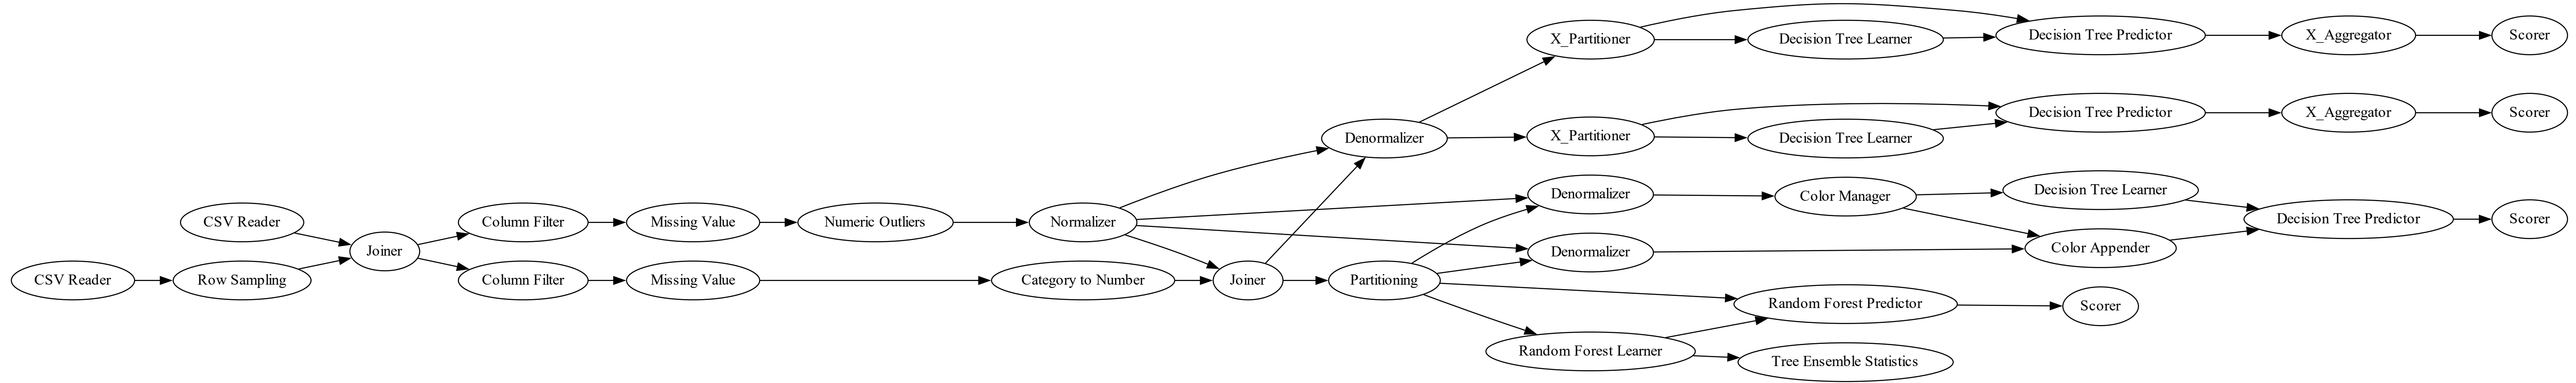 X_Partitioner
Decision Tree Learner
Decision Tree Predictor
X_Aggregator
Scorer
Denormalizer
X_Partitioner
Decision Tree Learner
Decision Tree Predictor
X_Aggregator
Scorer
CSV Reader
CSV Reader
Row Sampling
Joiner
Column Filter
Missing Value
Numeric Outliers
Normalizer
Column Filter
Missing Value
Category to Number
Joiner
Partitioning
Denormalizer
Color Manager
Decision Tree Learner
Denormalizer
Color Appender
Decision Tree Predictor
Scorer
Random Forest Predictor
Scorer
Random Forest Learner
Tree Ensemble Statistics